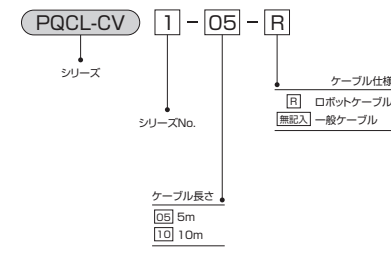 PQCL-CV 1 - 05 - R
シリーズ
ケーブル仕様
R ロボットケーブル
無記入 一般ケーブル
シリーズNo.
ケーブル長さ
05 5m
10 10m